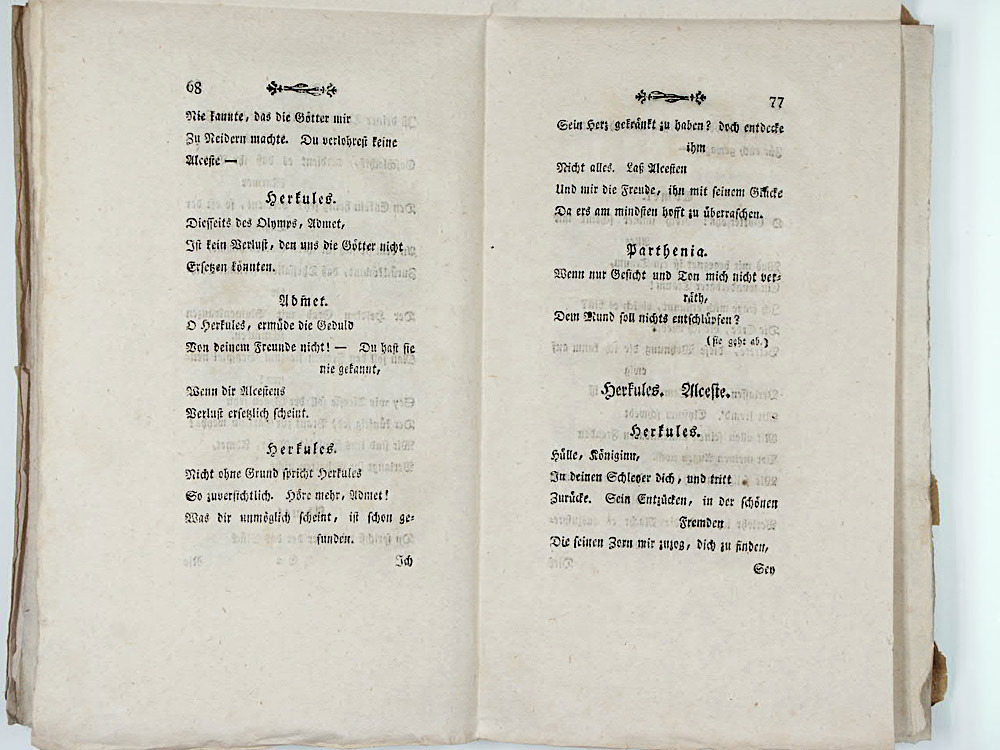 68
Nie kannte, das die Götter mir
Zu Neidern machte. Du verlohrest keine
Alceste —
Herkules.
Diesseits des Olymps, Admet,
Ist kein Verlust, den uns die Götter nicht
Ersetzen könnten.
Admet.
O Herkules, ermüde die Geduld
Von deinem Freunde nicht! — Du hast sie
nie gekannt,
Wenn dir Alcestens
Verlust ersetzlich scheint.
Herkules.
Nicht ohne Grund spricht Herkules
So zuversichtlich. Höre mehr, Admet!
Was dir unmöglich scheint, ist schon ge-
funden.
Ich
77
Sein Herz gekränkt zu haben? doch entdecke
ihm
Nicht alles. Laß Alcesten
Und mir die Freude, ihn mit seinem Glücke
Da ers am mindsten hofft zu überraschen.
Parthenia.
Wenn nur Gesicht und Ton mich nicht ver-
räth,
Dem Mund soll nichts entschlüpfen?
(sie geht ab.)
Herkules. Alceste.
Herkules.
Hülle, Königinn,
In deinen Schleyer dich, und tritt
Zurücke. Sein Entzücken, in der schönen
Fremden
Die seinen Zorn mir zuzog, dich zu finden,
Sey